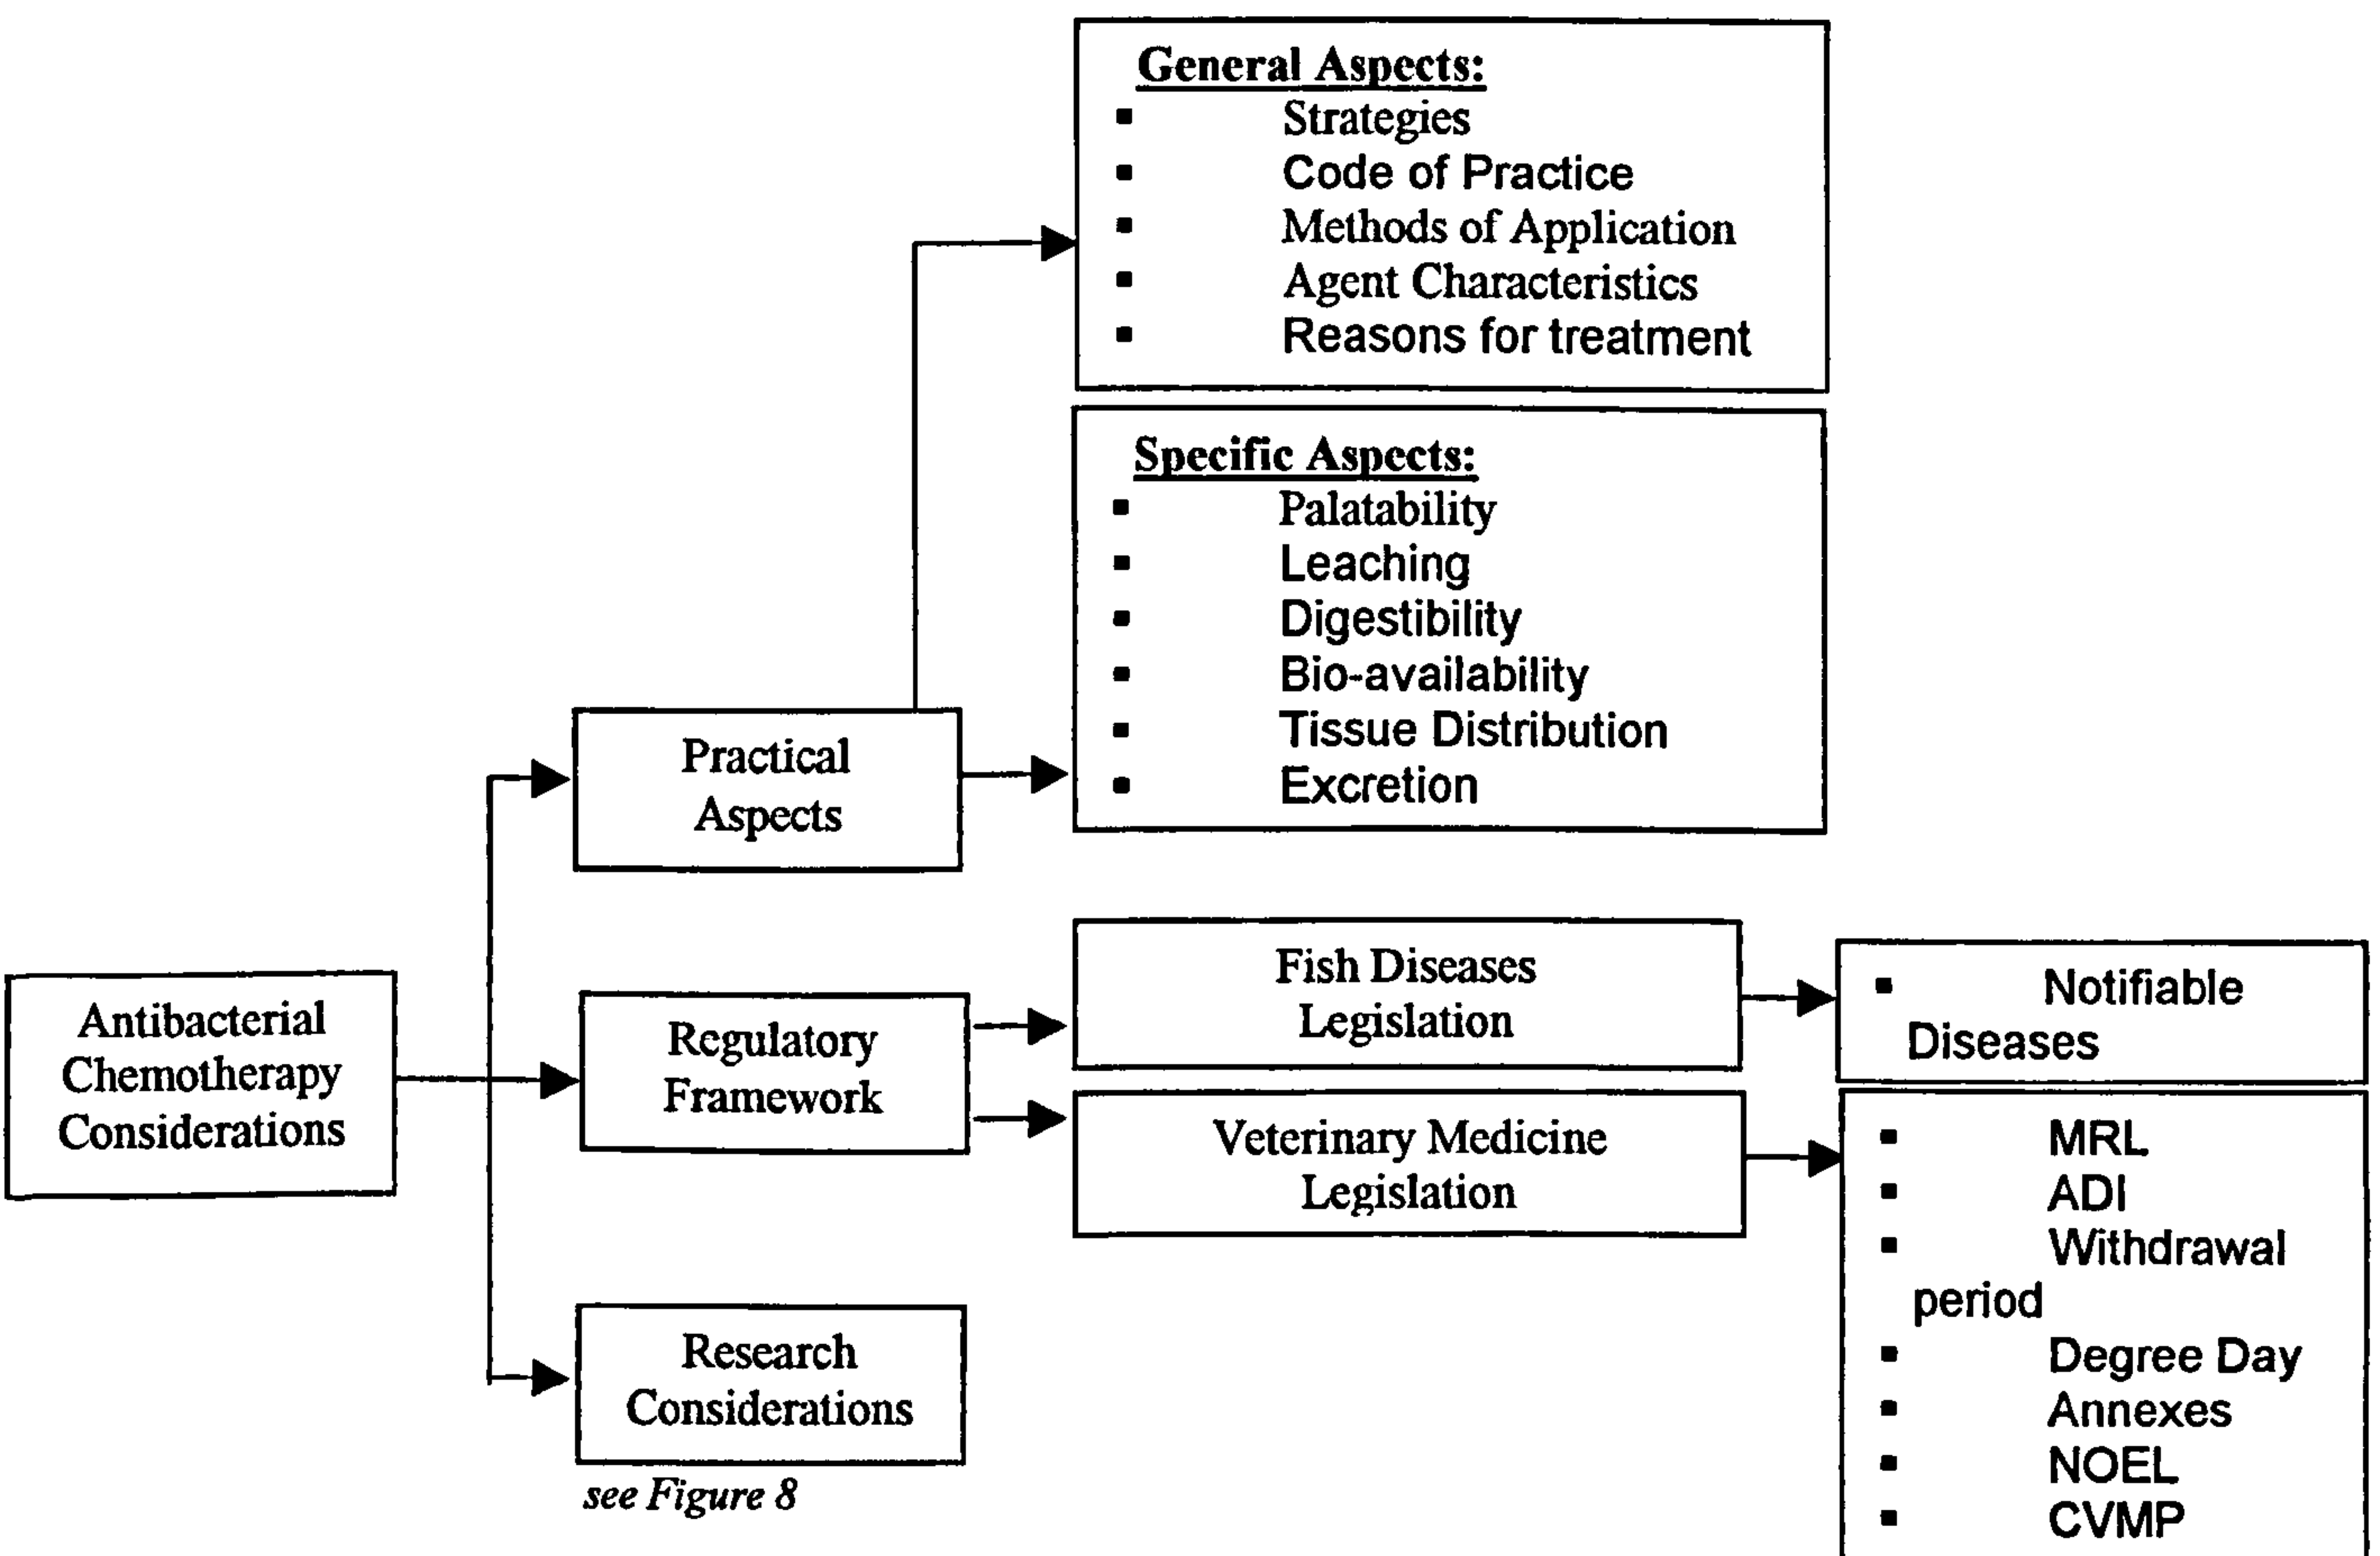 General Aspects:
▪ Strategies
▪ Code of Practice
▪ Methods of Application
▪ Agent Characteristics
▪ Reasons for treatment
Specific Aspects:
▪ Palatability
▪ Leaching
▪ Digestibility
▪ Bio-availability
▪ Tissue Distribution
▪ Excretion
Practical
Aspects
Antibacterial
Chemotherapy
Considerations
Regulatory
Framework
Fish Diseases
Legislation
▪ Notifiable
Diseases
Veterinary Medicine
Legislation
▪ MRL
▪ ADI
▪ Withdrawal
period
▪ Degree Day
▪ Annexes
▪ NOEL
▪ CVMP
Research
Considerations
see Figure 8